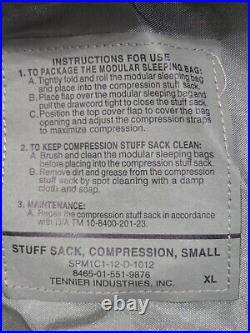 INSTRUCTIONS FOR USE
1. TO PACKAGE THE MODULAR SLEEPING BAG:
A. Tightly fold and roll the modular sleeping bag
and place into the compression stuff sack.
B. Place flap over modular sleeping bag and then
pull the drawcord tight to close the stuff sack.
C. Position the top cover flap to cover the bag
opening and adjust the compression straps
to maximize compression.
2. TO KEEP COMPRESSION STUFF SACK CLEAN:
A. Brush and clean the modular sleeping bags
before placing into the compression stuff sack.
B. Remove dirt and grease from the compression
stuff sack by spot cleaning with a damp
cloth and soap.
3. MAINTENANCE:
A. Repair the compression stuff sack in accordance
with D/A TM 10-8400-201-23.
STUFF SACK, COMPRESSION, SMALL
SPM1C1-12-D-1012
8465-01-551-9876
TENNIER INDUSTRIES, INC. XL